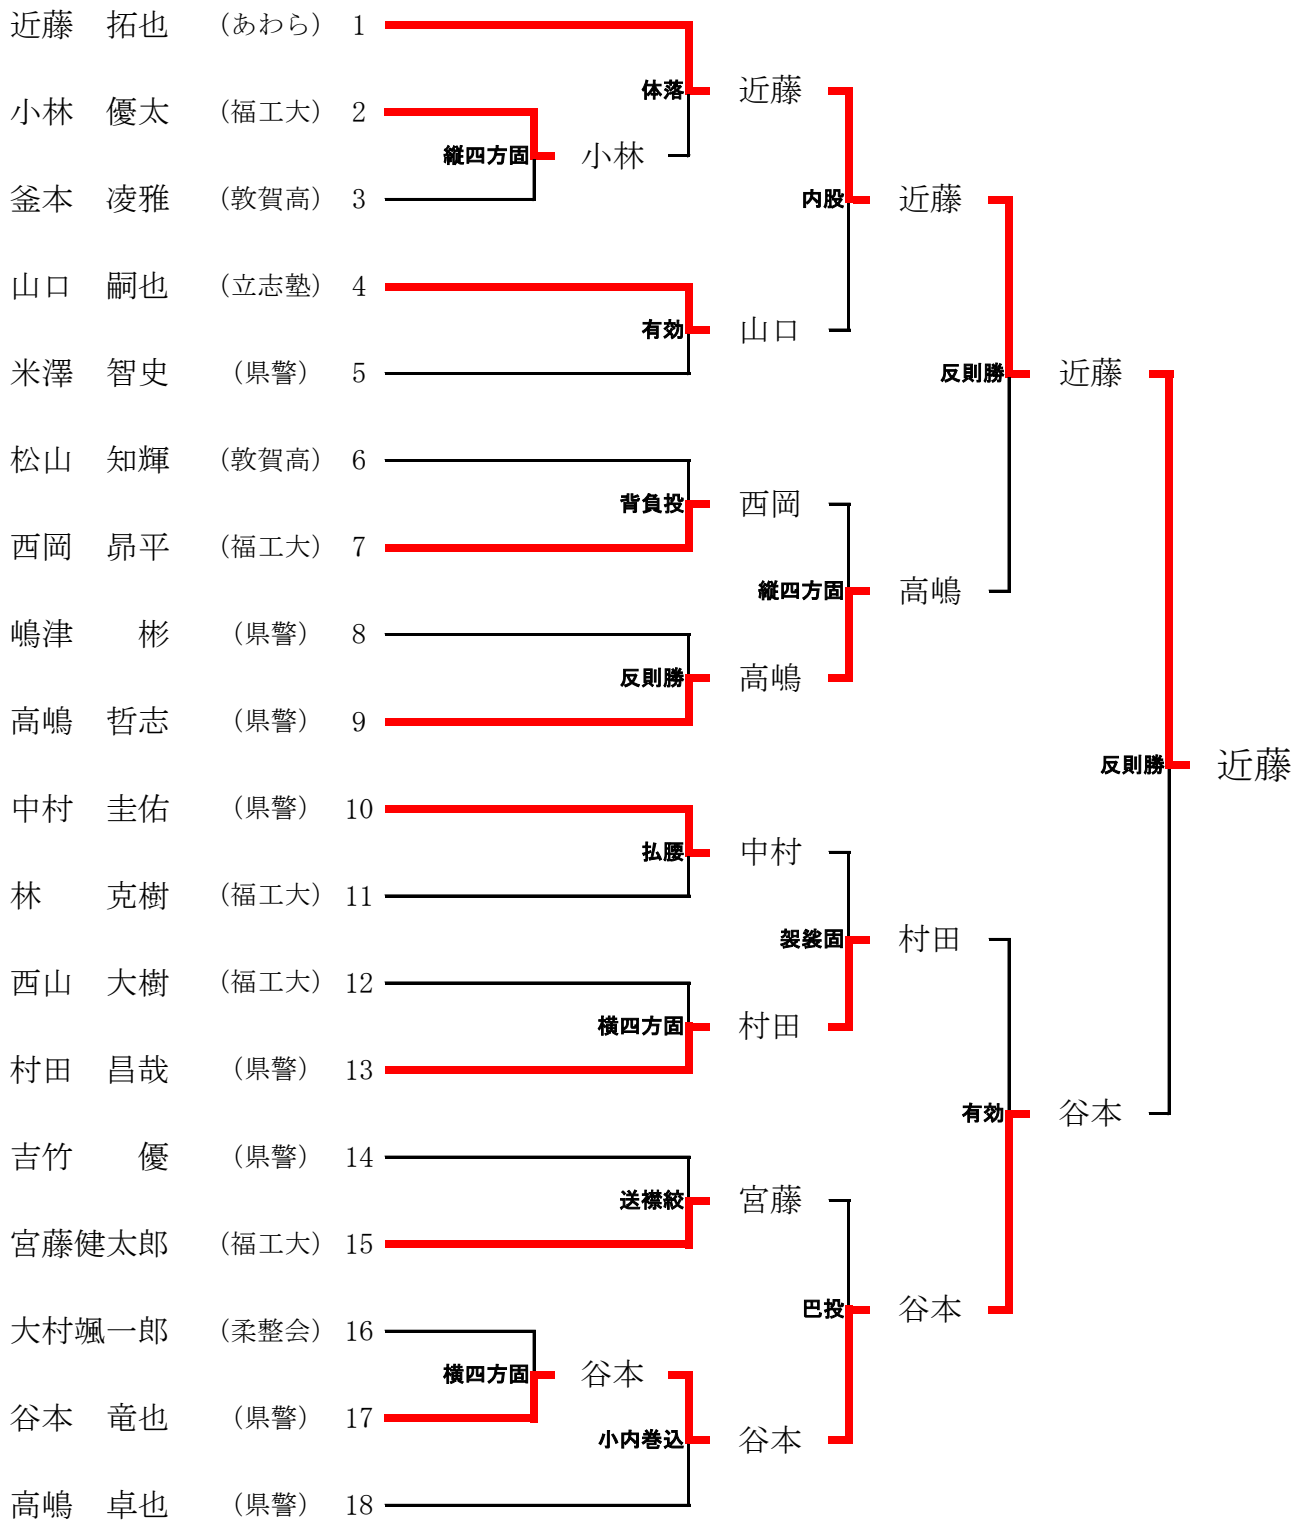 近藤　拓也　（あわら）　1
体落　近藤
小林　優太　（福工大）　2
縦四方固　小林
釜本　凌雅　（敦賀高）　3
内股　近藤
山口　嗣也　（立志塾）　4
有効　山口
米澤　智史　（県警）　5
反則勝　近藤
松山　知輝　（敦賀高）　6
背負投　西岡
西岡　昴平　（福工大）　7
縦四方固　高嶋
嶋津　　彬　（県警）　8
反則勝　高嶋
高嶋　哲志　（県警）　9
反則勝　近藤
中村　圭佑　（県警）　10
払腰　中村
林　　克樹　（福工大）　11
袈裟固　村田
西山　大樹　（福工大）　12
横四方固　村田
村田　昌哉　（県警）　13
有効　谷本
吉竹　　優　（県警）　14
送襟絞　宮藤
宮藤健太郎　（福工大）　15
巴投　谷本
大村颯一郎　（柔整会）　16
横四方固　谷本
谷本　竜也　（県警）　17
小内巻込　谷本
高嶋　卓也　（県警）　18